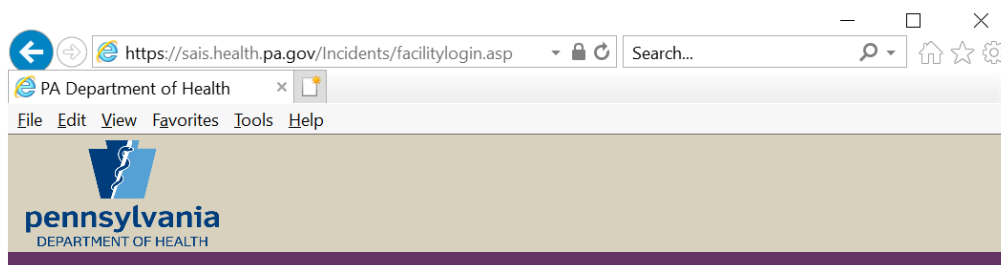 https://sais.health.pa.gov/Incidents/facilitylogin.asp Search...
PA Department of Health
File Edit View Favorites Tools Help
pennsylvania
DEPARTMENT OF HEALTH